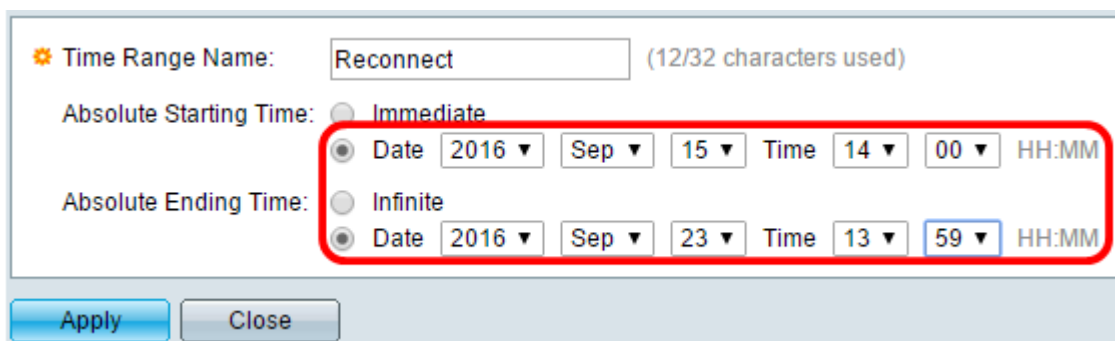 Time Range Name: Reconnect (12/32 characters used)
Absolute Starting Time: Immediate
Date 2016 Sep 15 Time 14 00 HH:MM
Absolute Ending Time: Infinite
Date 2016 Sep 23 Time 13 59 HH:MM
Apply Close